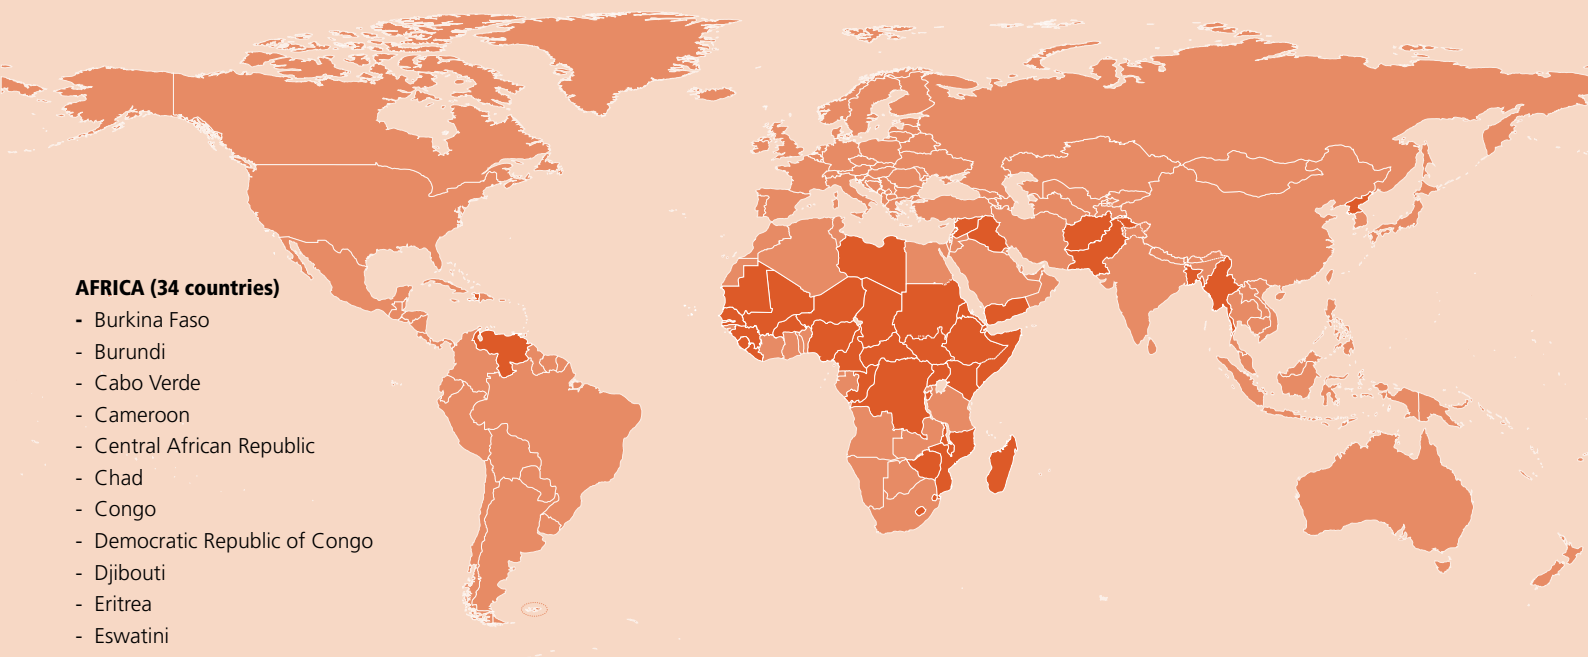 AFRICA (34 countries)
- Burkina Faso
- Burundi
- Cabo Verde
- Cameroon
- Central African Republic
- Chad
- Congo
- Democratic Republic of Congo
- Djibouti
- Eritrea
- Eswatini